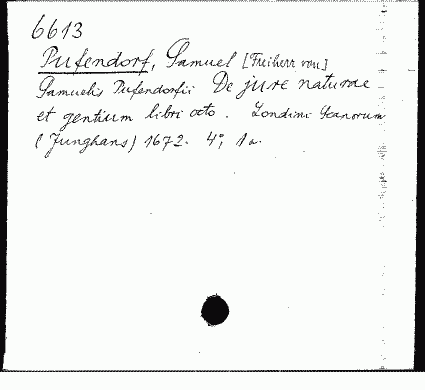 6613
Pufendorf, Samuel [Freiherr von]
Samuelis Pufendorfii De jure naturae
et gentium libri octo. Londini Scanorum
(Junghans) 1672. 4°, 1a.